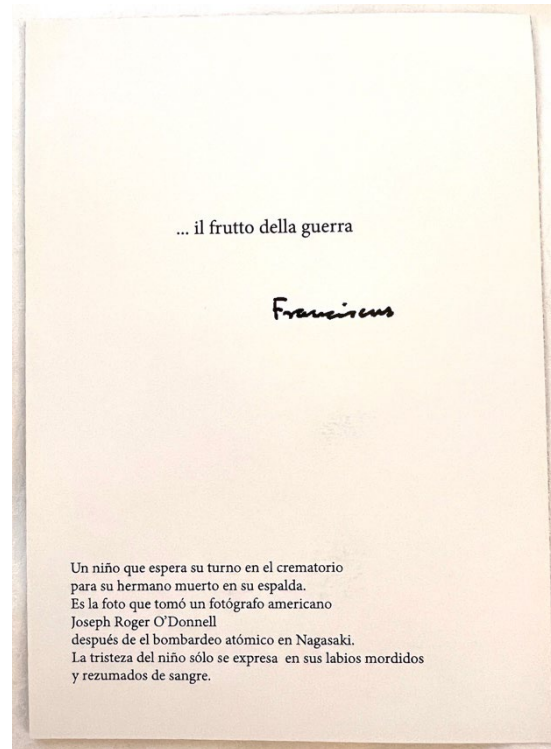 ... il frutto della guerra
Franciscus
Un niño que espera su turno en el crematorio
para su hermano muerto en su espalda.
Es la foto que tomó un fotógrafo americano
Joseph Roger O’Donnell
después de el bombardeo atómico en Nagasaki.
La tristeza del niño sólo se expresa en sus labios mordidos
y rezumados de sangre.